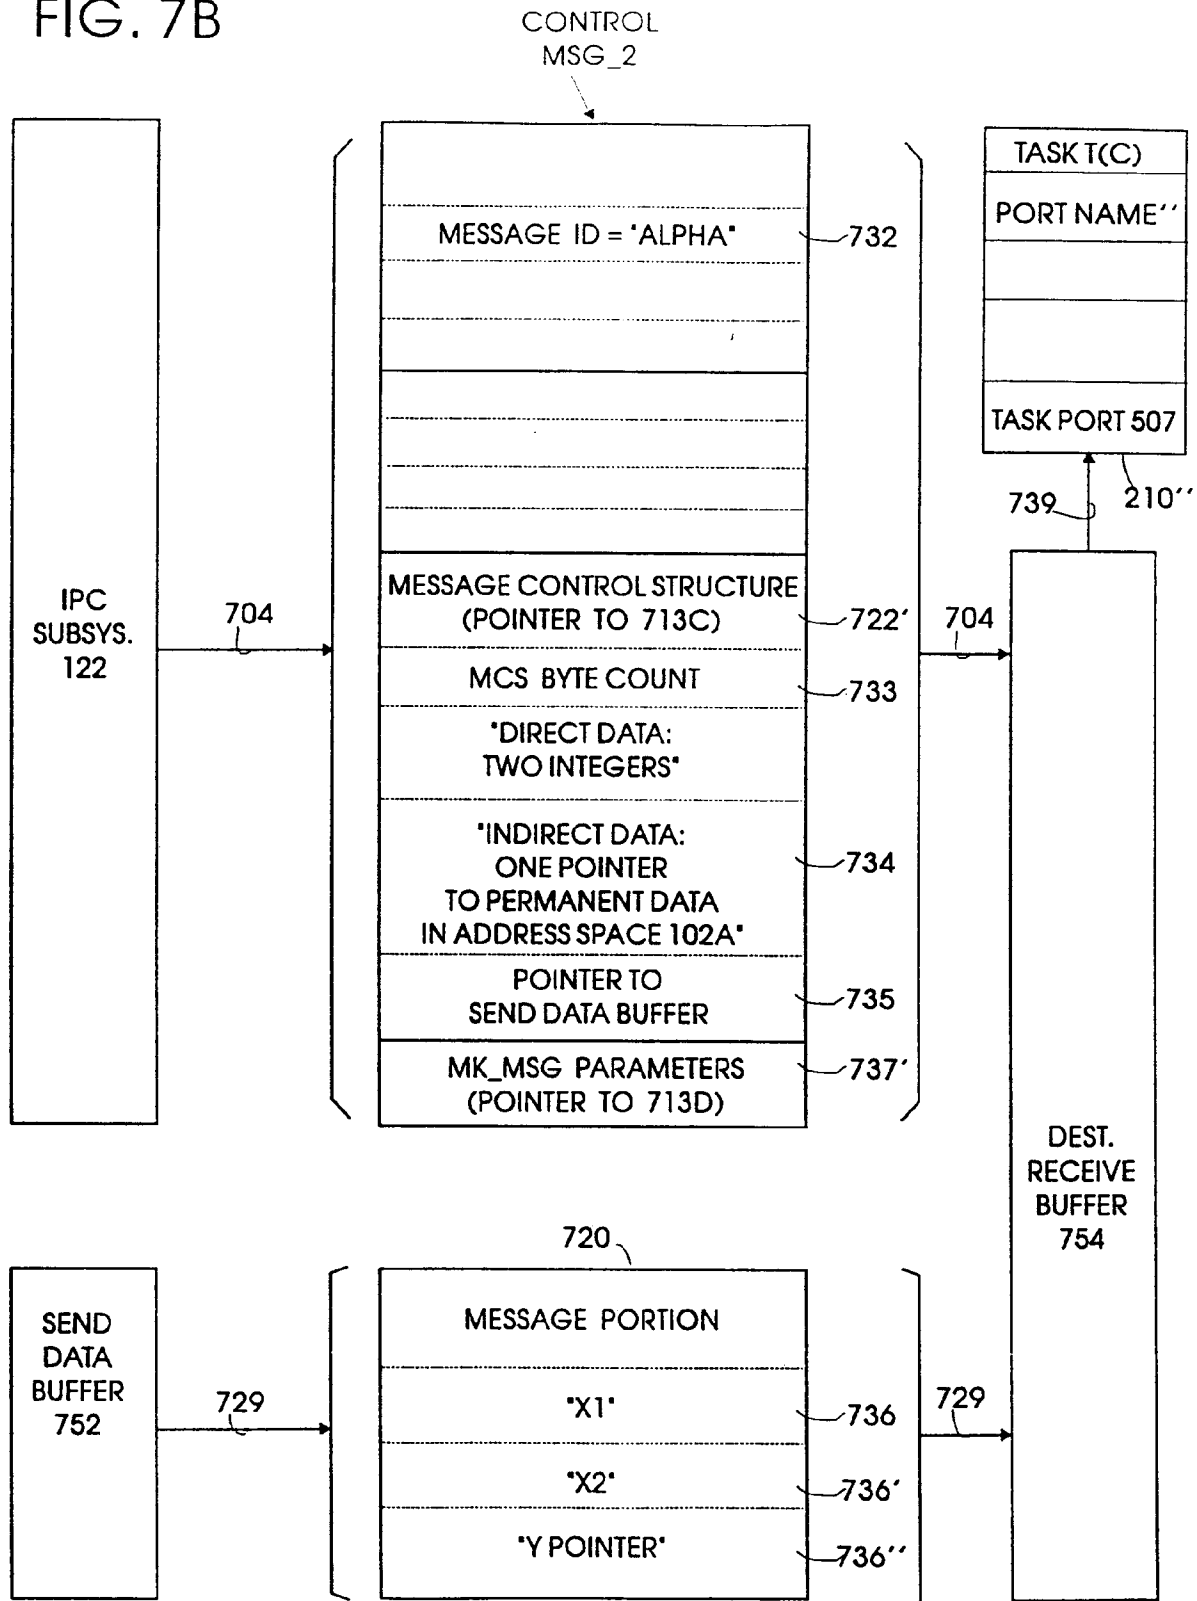 FIG. 7B
CONTROL
MSG_2
TASK T(C)
PORT NAME''
TASK PORT 507
210''
739
MESSAGE ID = "ALPHA"
732
IPC
SUBSYS.
122
704
MESSAGE CONTROL STRUCTURE
(POINTER TO 713C)
722'
704
MCS BYTE COUNT
733
"DIRECT DATA:
TWO INTEGERS"
"INDIRECT DATA:
ONE POINTER
TO PERMANENT DATA
IN ADDRESS SPACE 102A"
734
POINTER TO
SEND DATA BUFFER
735
MK_MSG PARAMETERS
(POINTER TO 713D)
737'
DEST.
RECEIVE
BUFFER
754
720
SEND
DATA
BUFFER
752
729
MESSAGE PORTION
"X1"
736
729
"X2"
736'
"Y POINTER"
736''